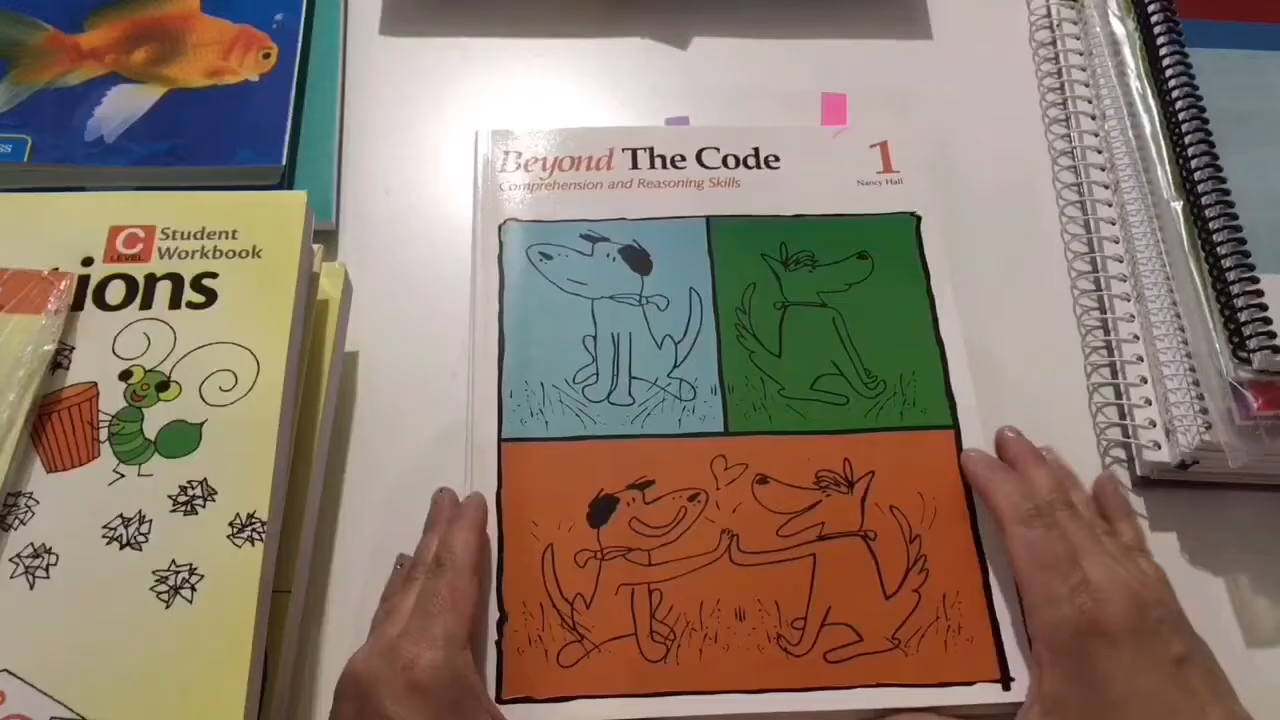 Beyond The Code
1
Comprehension and Reasoning Skills
Nancy Hall
C
LEVEL
Student
Workbook
ions